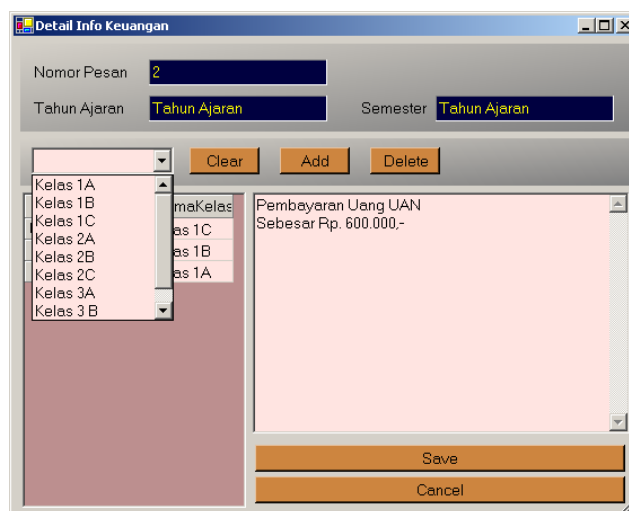 Detail Info Keuangan
Nomor Pesan 2
Tahun Ajaran Tahun Ajaran Semester Tahun Ajaran
Clear Add Delete
Kelas 1A
Kelas 1B
Kelas 1C
Kelas 2A
Kelas 2B
Kelas 2C
Kelas 3A
Kelas 3 B
maKelas
as 1C
as 1B
as 1A
Pembayaran Uang UAN
Sebesar Rp. 600.000,-
Save
Cancel